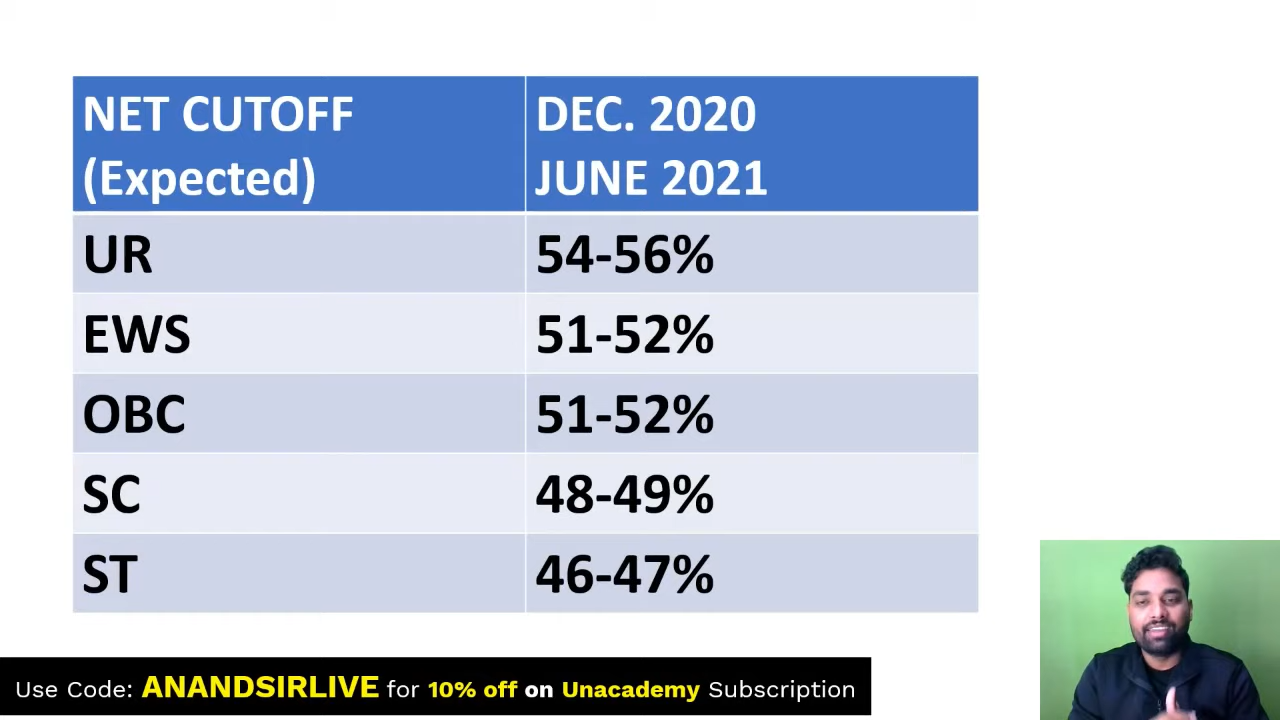 NET CUTOFF
(Expected)
DEC. 2020
JUNE 2021
UR
54-56%
EWS
51-52%
OBC
51-52%
SC
48-49%
ST
46-47%
Use Code: ANANDSIRLIVE for 10% off on Unacademy Subscription